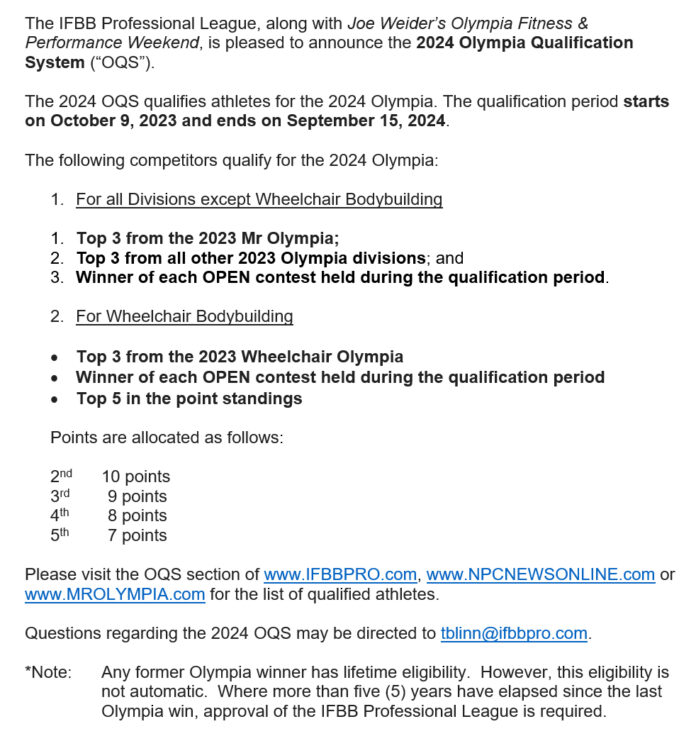 The IFBB Professional League, along with Joe Weider's Olympia Fitness &
Performance Weekend, is pleased to announce the 2024 Olympia Qualification
System (“OQS”).
The 2024 OQS qualifies athletes for the 2024 Olympia. The qualification period starts
on October 9, 2023 and ends on September 15, 2024.
The following competitors qualify for the 2024 Olympia:
1. For all Divisions except Wheelchair Bodybuilding
1. Top 3 from the 2023 Mr Olympia;
2. Top 3 from all other 2023 Olympia divisions; and
3. Winner of each OPEN contest held during the qualification period.
2. For Wheelchair Bodybuilding
• Top 3 from the 2023 Wheelchair Olympia
• Winner of each OPEN contest held during the qualification period
• Top 5 in the point standings
Points are allocated as follows:
2nd 10 points
3rd 9 points
4th 8 points
5th 7 points
Please visit the OQS section of www.IFBBPRO.com, www.NPCNEWSONLINE.com or
www.MROLYMPIA.com for the list of qualified athletes.
Questions regarding the 2024 OQS may be directed to tblinn@ifbbpro.com.
*Note: Any former Olympia winner has lifetime eligibility. However, this eligibility is
not automatic. Where more than five (5) years have elapsed since the last
Olympia win, approval of the IFBB Professional League is required.